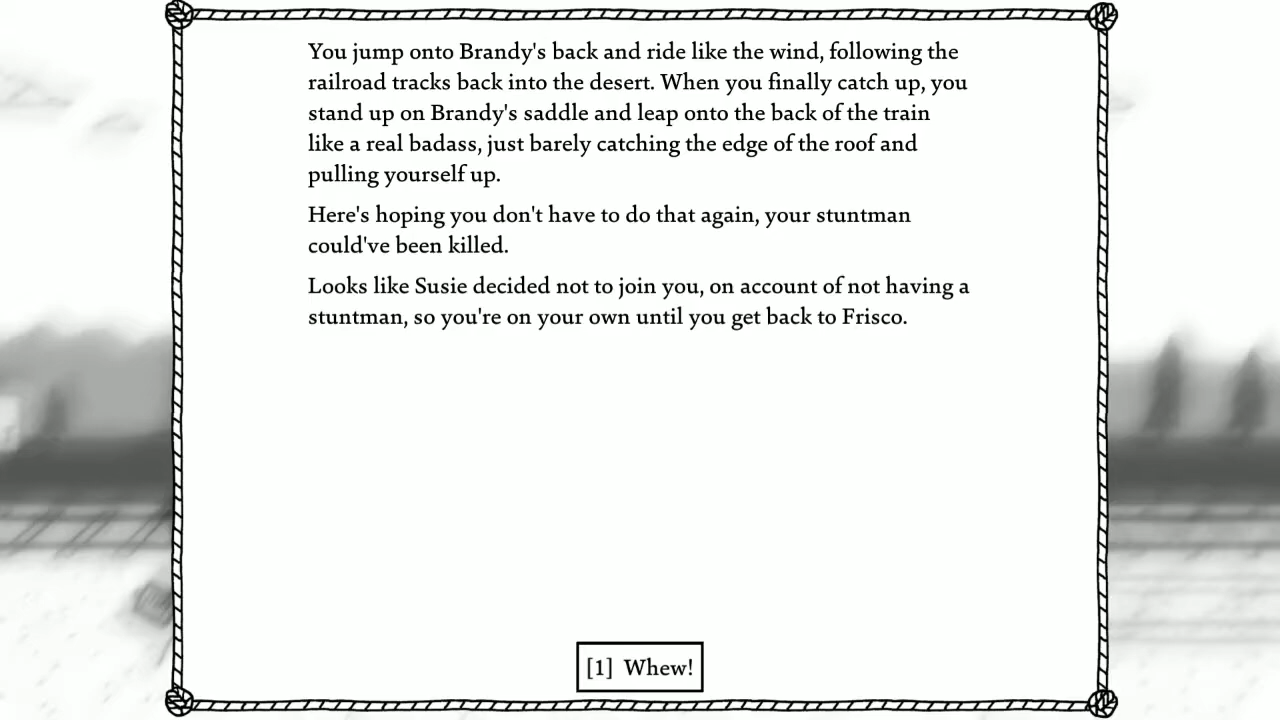 You jump onto Brandy's back and ride like the wind, following the
railroad tracks back into the desert. When you finally catch up, you
stand up on Brandy's saddle and leap onto the back of the train
like a real badass, just barely catching the edge of the roof and
pulling yourself up.
Here's hoping you don't have to do that again, your stuntman
could've been killed.
Looks like Susie decided not to join you, on account of not having a
stuntman, so you're on your own until you get back to Frisco.
[1] Whew!